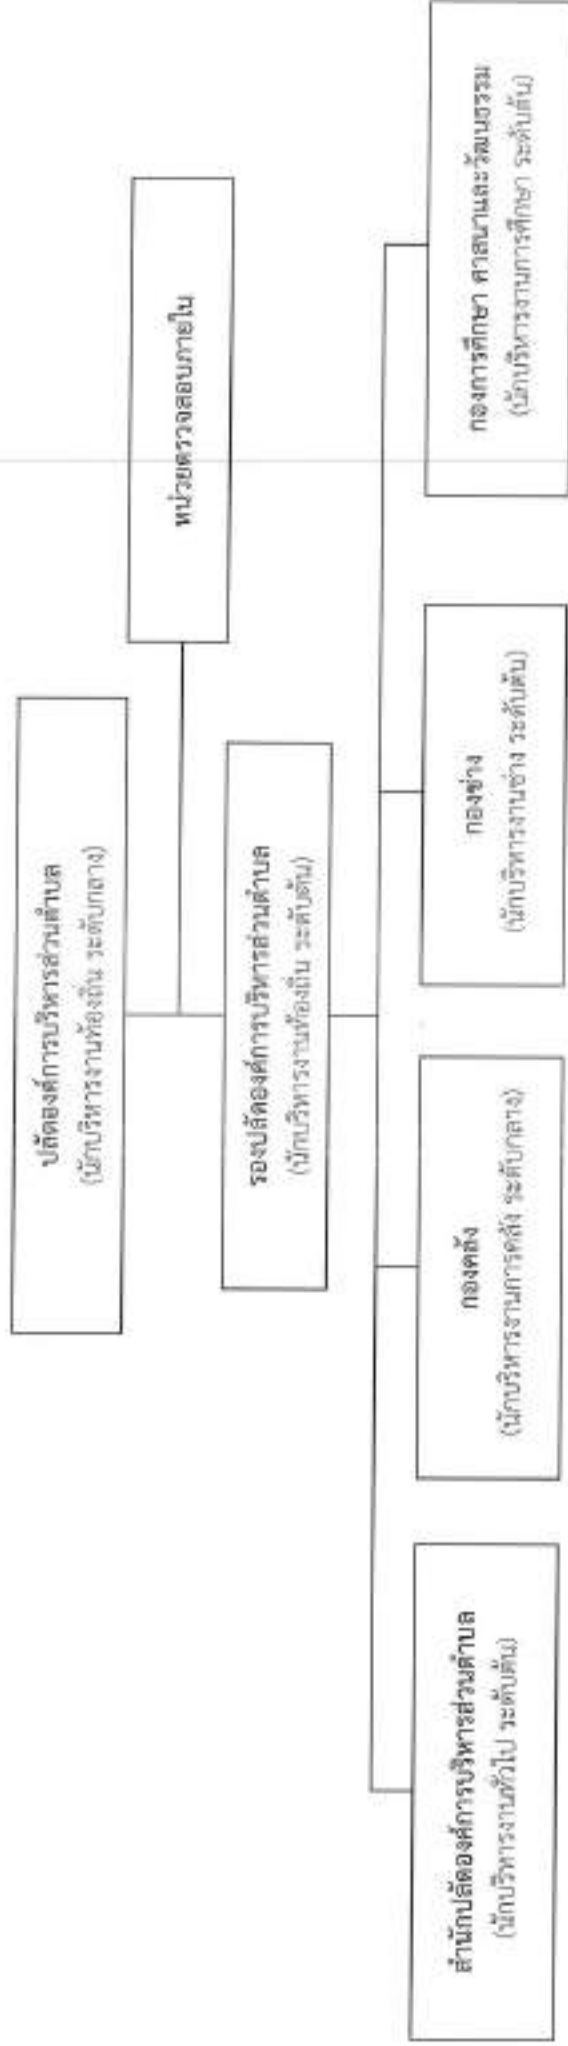 ปลัดองค์การบริหารส่วนตำบล
(นักบริหารงานท้องถิ่น ระดับกลาง)
หน่วยตรวจสอบภายใน
รองปลัดองค์การบริหารส่วนตำบล
(นักบริหารงานท้องถิ่น ระดับต้น)
สำนักปลัดองค์การบริหารส่วนตำบล
(นักบริหารงานทั่วไป ระดับต้น)
กองคลัง
(นักบริหารงานการคลัง ระดับกลาง)
กองช่าง
(นักบริหารงานช่าง ระดับต้น)
กองการศึกษา ศาสนาและวัฒนธรรม
(นักบริหารงานการศึกษา ระดับต้น)